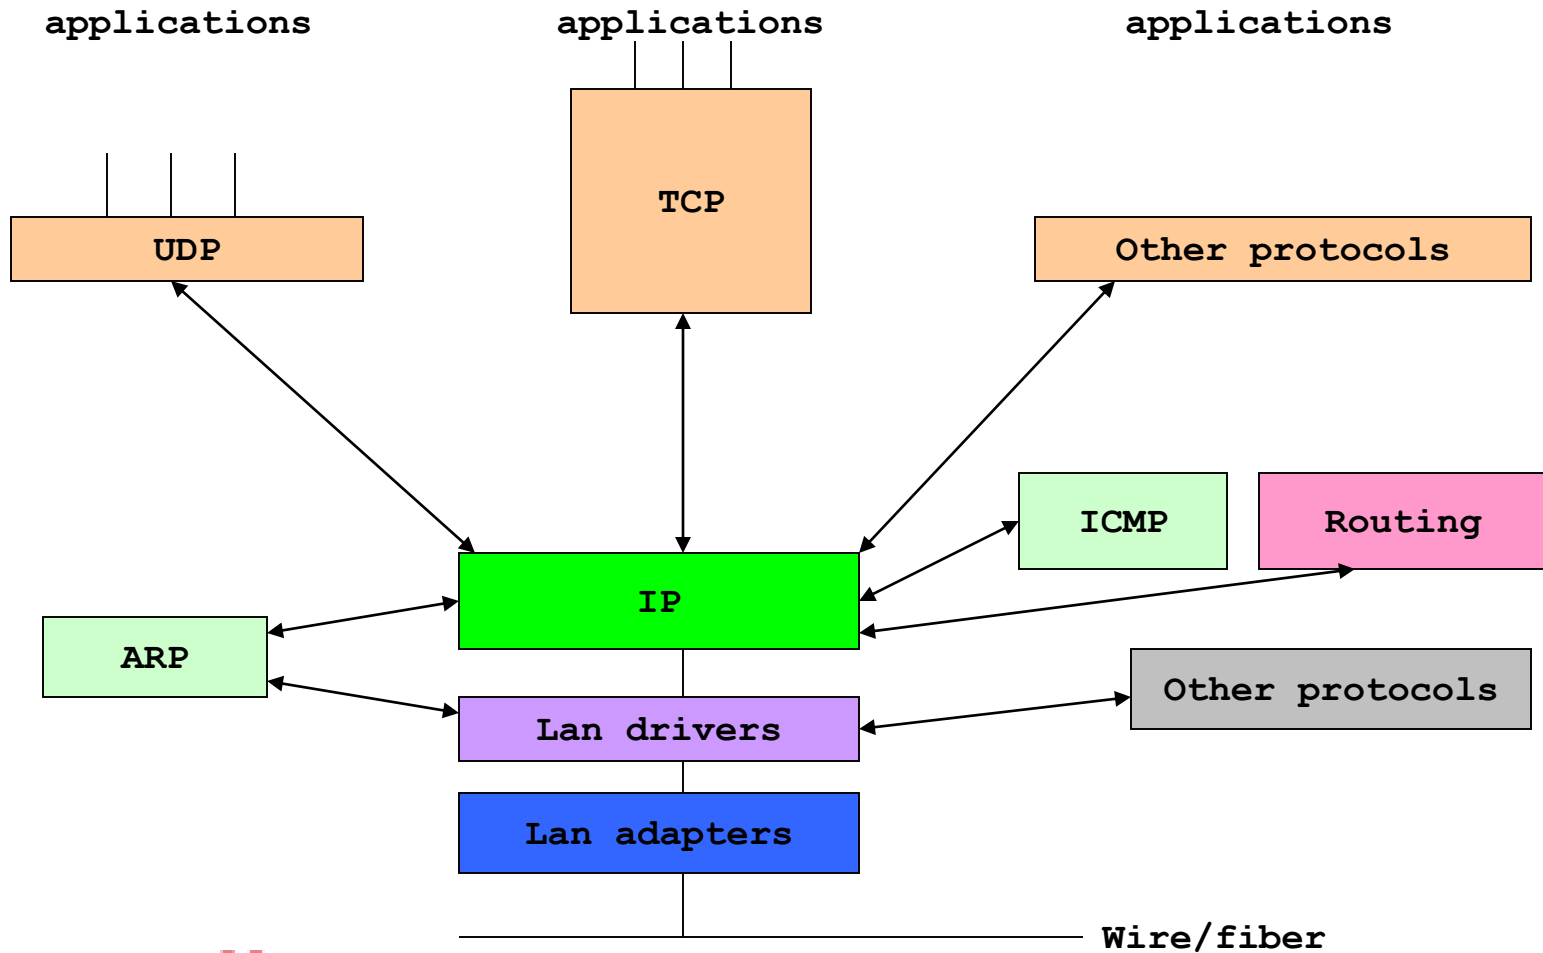 applications applications applications
TCP
UDP
Other protocols
ICMP
Routing
IP
ARP
Other protocols
Lan drivers
Lan adapters
Wire/fiber